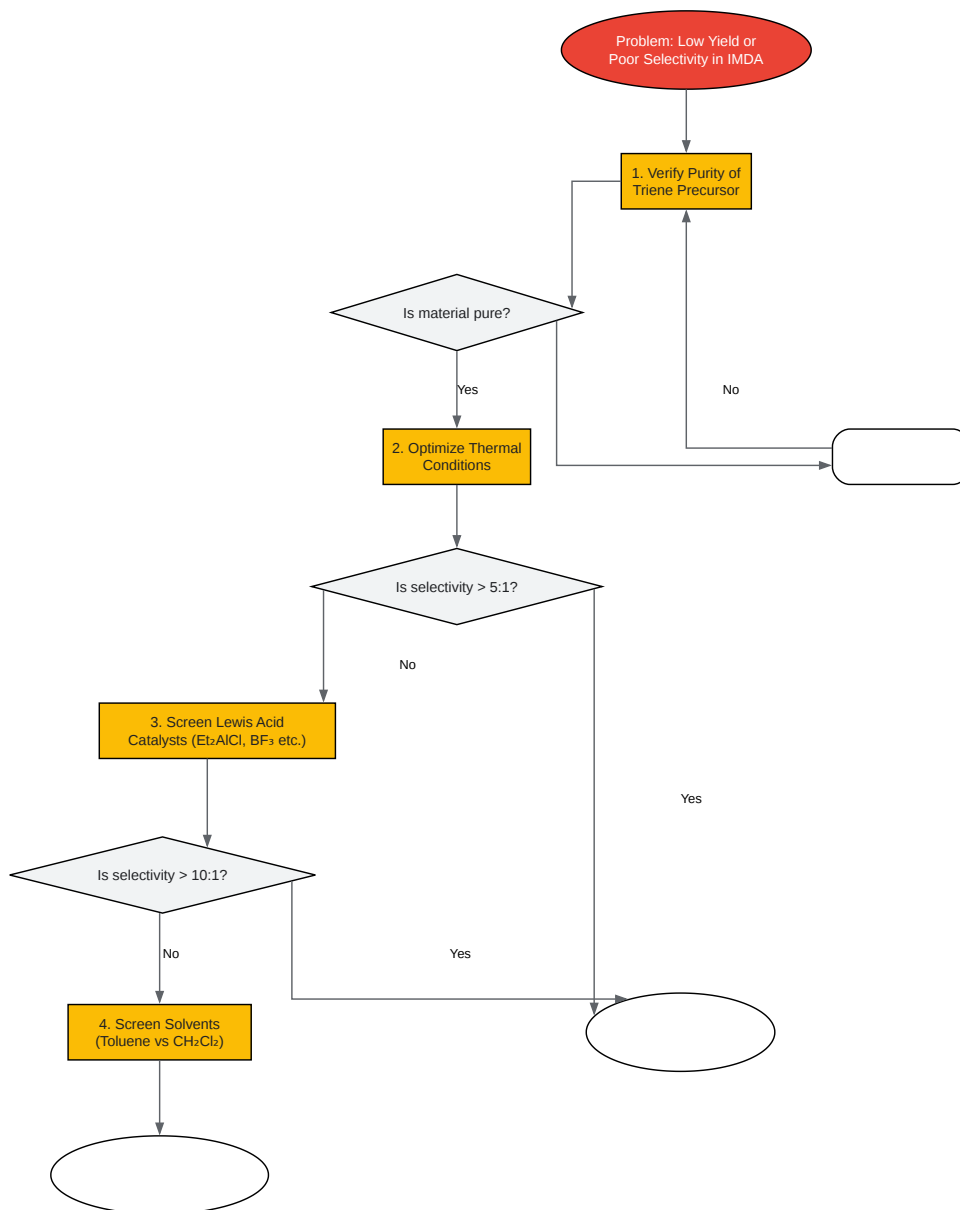 Problem: Low Yield or
Poor Selectivity in IMDA
1. Verify Purity of
Triene Precursor
Is material pure?
Yes
No
2. Optimize Thermal
Conditions
Is selectivity > 5:1?
No
3. Screen Lewis Acid
Catalysts (Et₂AlCl, BF₃ etc.)
Yes
Is selectivity > 10:1?
No
Yes
4. Screen Solvents
(Toluene vs CH₂Cl₂)